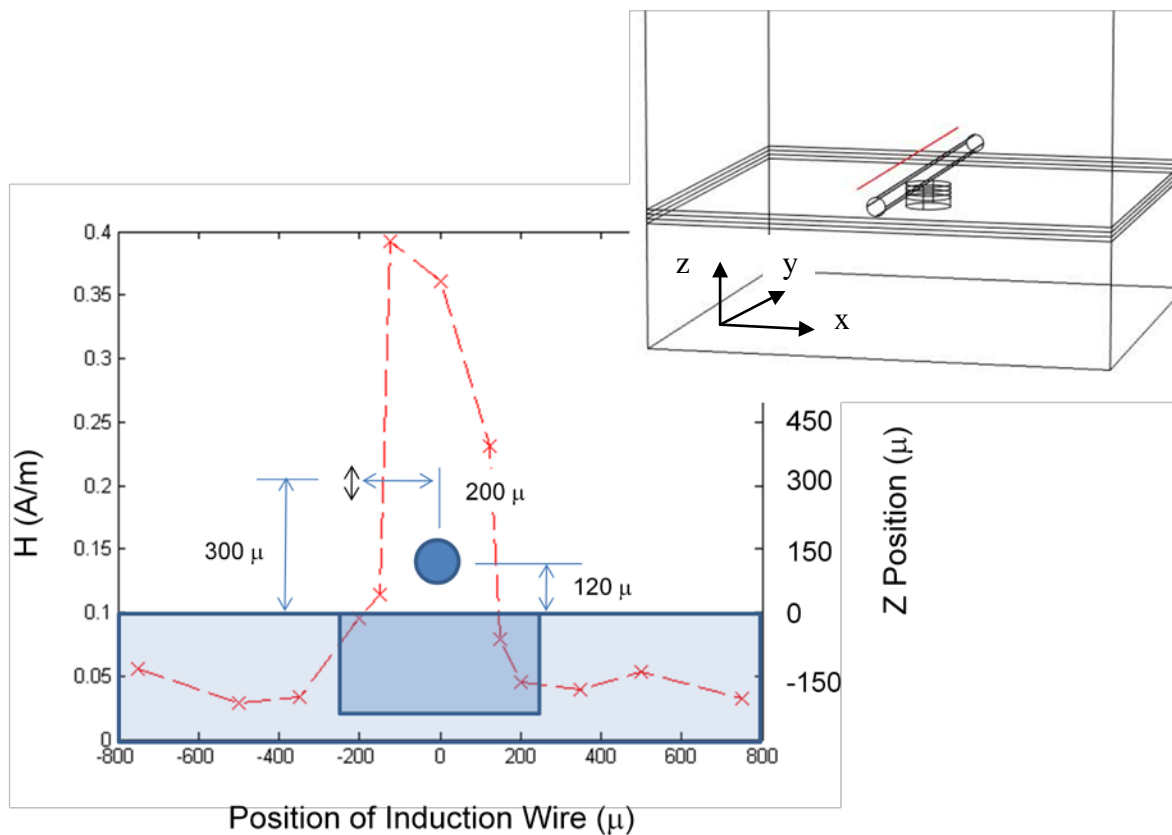 z
y
x
0.4
0.35
0.3
0.25
0.2
0.15
0.1
0.05
0
H (A/m)
300 μ
200 μ
120 μ
450
300
150
0
-150
Z Position (μ)
-800
-600
-400
-200
0
200
400
600
800
Position of Induction Wire (μ)